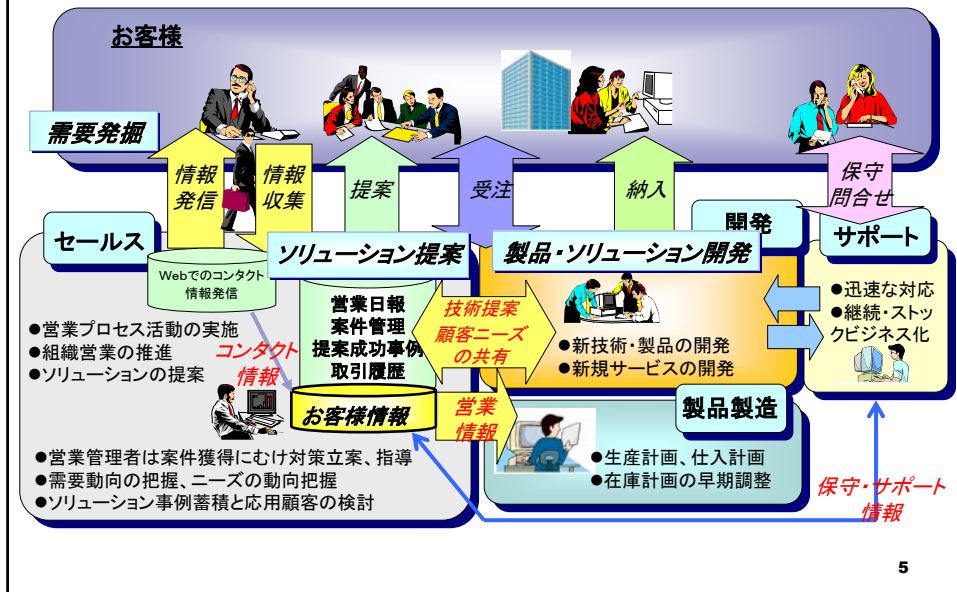 お客様
需要発掘
情報
発信
情報
収集
提案
受注
納入
保守
問合せ
セールス
ソリューション提案
製品・ソリューション開発
開発
サポート
Webでのコンタクト
情報発信
営業日報
案件管理
提案成功事例
取引履歴
技術提案
顧客ニーズ
の共有
●迅速な対応
●継続・ストッ
クビジネス化
●営業プロセス活動の実施
●組織営業の推進
●ソリューションの提案
コンタクト
情報
●新技術・製品の開発
●新規サービスの開発
お客様情報
営業
情報
製品製造
●営業管理者は案件獲得にむけ対策立案、指導
●需要動向の把握、ニーズの動向把握
●ソリューション事例蓄積と応用顧客の検討
●生産計画、仕入計画
●在庫計画の早期調整
保守・サポート
情報
5